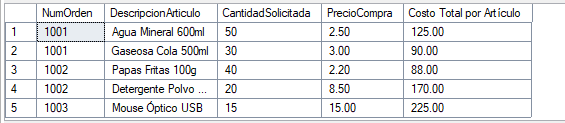 NumOrden DescripcionArticulo CantidadSolicitada PrecioCompra Costo Total por Artículo
1 1001 Agua Mineral 600ml 50 2.50 125.00
2 1001 Gaseosa Cola 500ml 30 3.00 90.00
3 1002 Papas Fritas 100g 40 2.20 88.00
4 1002 Detergente Polvo ... 20 8.50 170.00
5 1003 Mouse Óptico USB 15 15.00 225.00